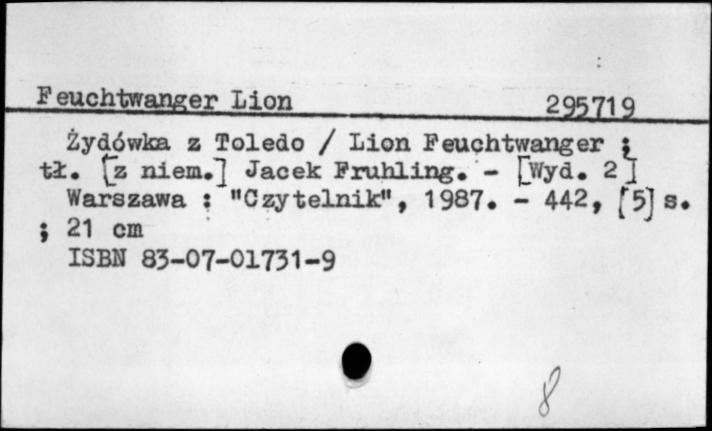 Feuchtwanger Lion 295719
Żydówka z Toledo / Lion Feuchtwanger ;
tł. [z niem.] Jacek Fruhling. - [Wyd. 2]
Warszawa : "Czytelnik", 1987. - 442, [5] s.
; 21 cm
ISBN 83-07-01731-9
8